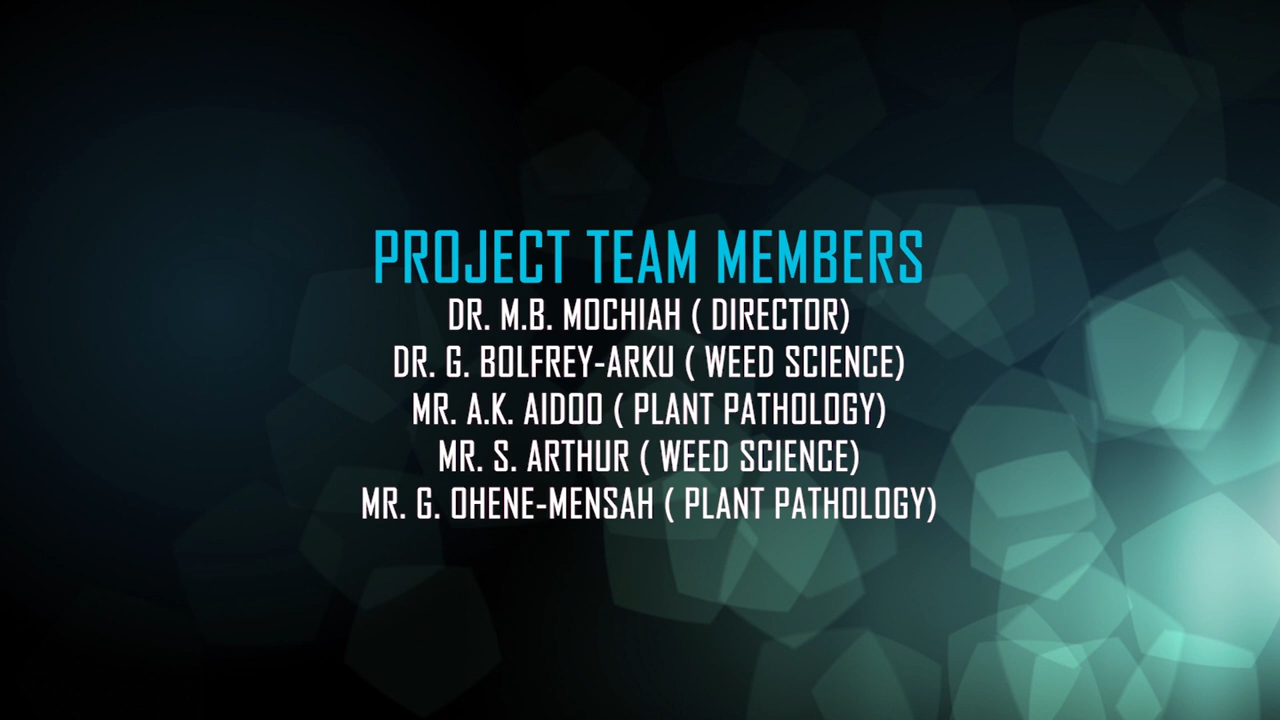 PROJECT TEAM MEMBERS
DR. M.B. MOCHIAH ( DIRECTOR)
DR. G. BOLFREY-ARKU ( WEED SCIENCE)
MR. A.K. AIDOO ( PLANT PATHOLOGY)
MR. S. ARTHUR ( WEED SCIENCE)
MR. G. OHENE-MENSAH ( PLANT PATHOLOGY)